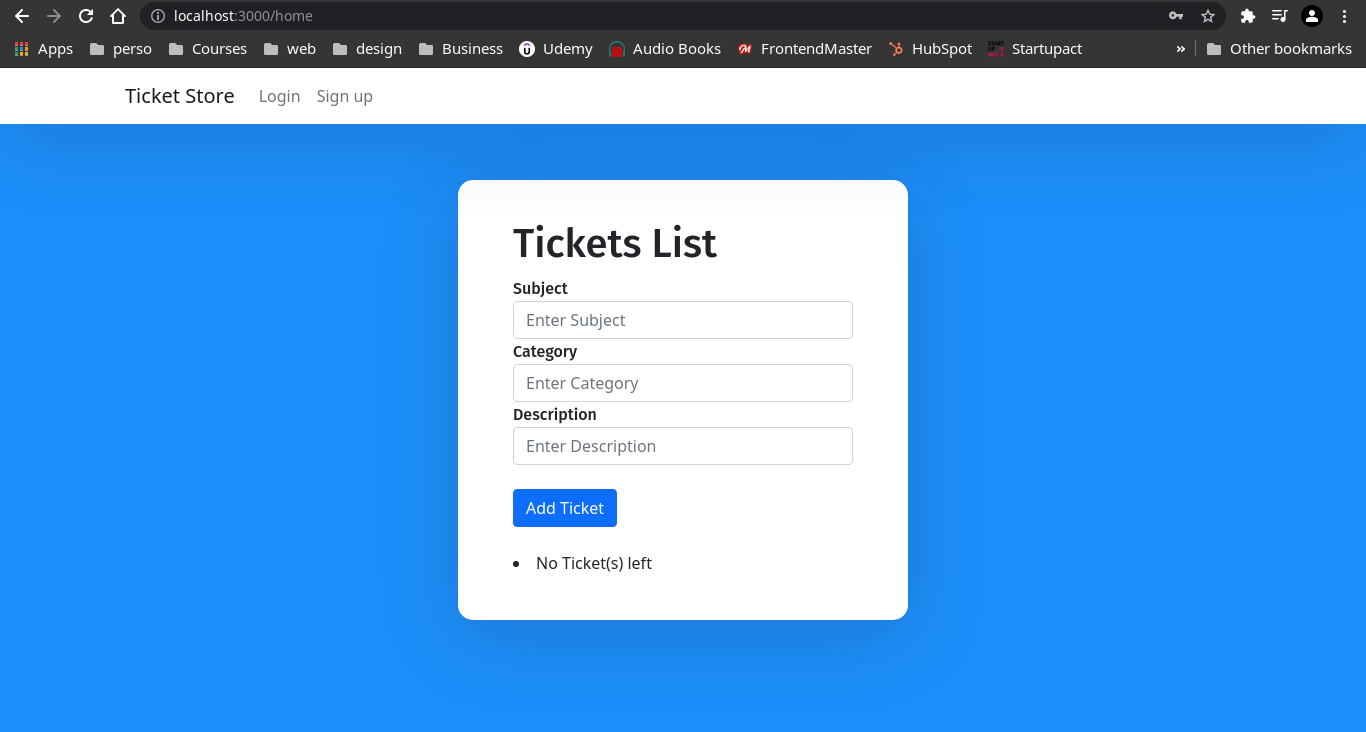 localhost:3000/home
Apps perso Courses web design Business Udemy Audio Books FrontendMaster HubSpot Startupact » Other bookmarks
Ticket Store Login Sign up
Tickets List
Subject
Enter Subject
Category
Enter Category
Description
Enter Description
Add Ticket
• No Ticket(s) left